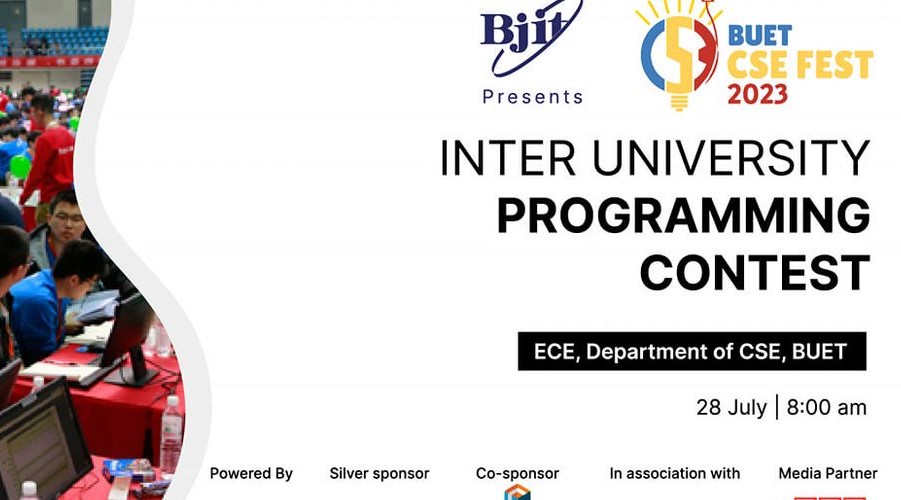 Bjit
Presents
BUET
CSE FEST
2023
INTER UNIVERSITY
PROGRAMMING
CONTEST
ECE, Department of CSE, BUET
28 July | 8:00 am
Powered By Silver sponsor Co-sponsor In association with Media Partner